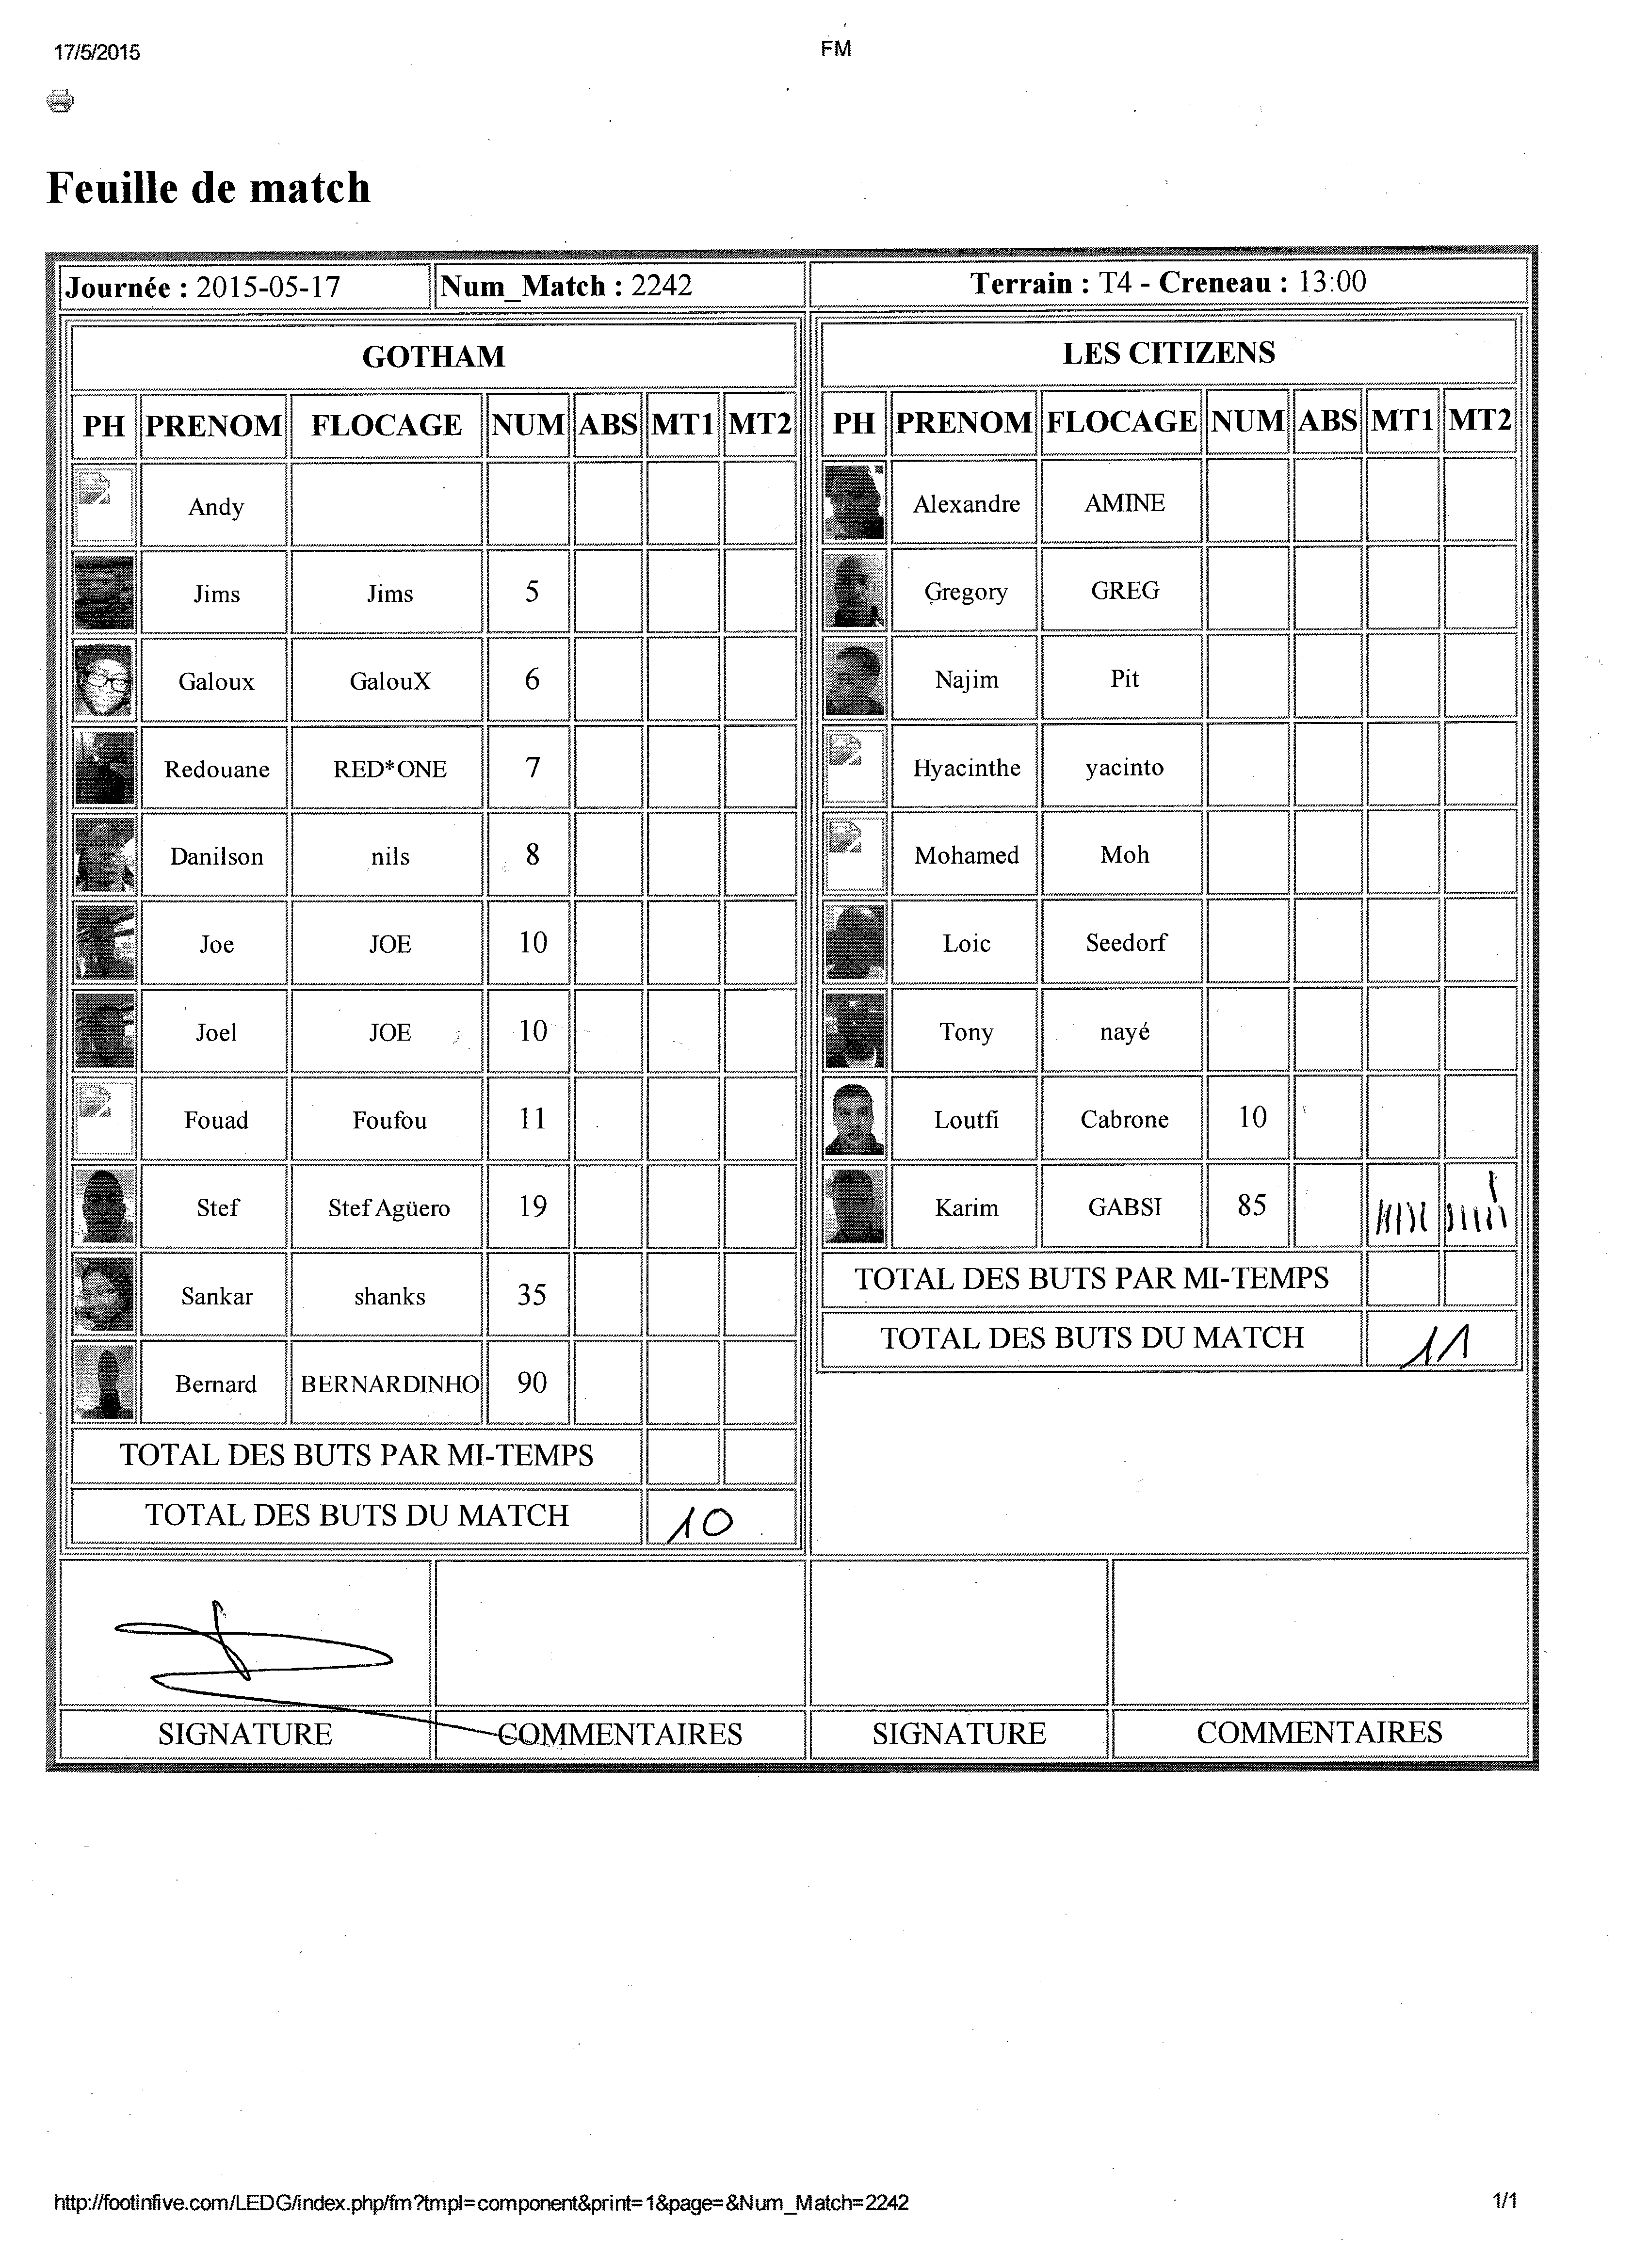 17/5/2015 FM
Feuille de match
Journée : 2015-05-17 Num_Match : 2242 Terrain : T4 - Creneau : 13:00
GOTHAM
PH PRENOM FLOCAGE NUM ABS MT1 MT2
Andy
Jims Jims 5
Galoux GalouX 6
Redouane RED*ONE 7
Danilson nils 8
Joe JOE 10
Joel JOE 10
Fouad Foufou 11
Stef Stef Agüero 19
Sankar shanks 35
Bernard BERNARDINHO 90
TOTAL DES BUTS PAR MI-TEMPS
TOTAL DES BUTS DU MATCH 10
LES CITIZENS
PH PRENOM FLOCAGE NUM ABS MT1 MT2
Alexandre AMINE
Gregory GREG
Najim Pit
Hyacinthe yacinto
Mohamed Moh
Loic Seedorf
Tony nayé
Loutfi Cabrone 10
Karim GABSI 85
TOTAL DES BUTS PAR MI-TEMPS
TOTAL DES BUTS DU MATCH 11
SIGNATURE COMMENTAIRES SIGNATURE COMMENTAIRES
http://footinfive.com/LEDG/index.php/fm?tmpl=component&print=1&page=&Num_Match=2242 1/1